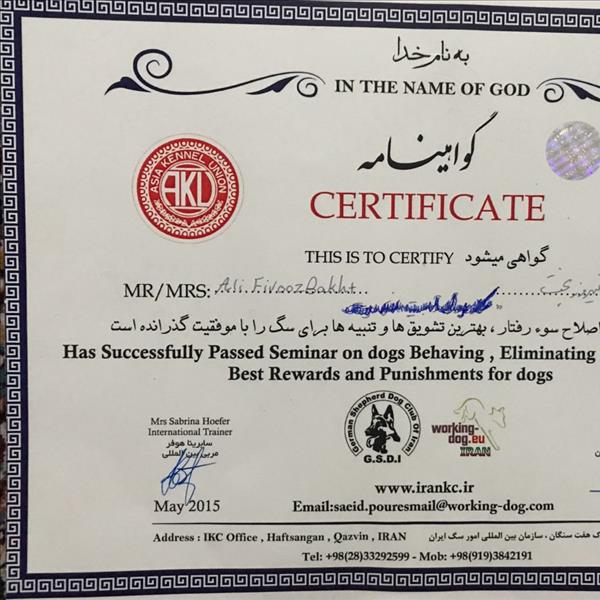 به نام خدا
IN THE NAME OF GOD
گواهینامه
CERTIFICATE
ASIA KENNEL UNION
AKU
THIS IS TO CERTIFY گواهی میشود
MR/MRS: Ali FiroozBakht
اصلاح سوء رفتار ، بهترین تشویق ها و تنبیه ها برای سگ را با موفقیت گذرانده است
Has Successfully Passed Seminar on dogs Behaving , Eliminating
Best Rewards and Punishments for dogs
Mrs Sabrina Hoefer
International Trainer
سابرینا هوفر
مربی بین المللی
May 2015
German Shepherd Dog Club Of Iran
G.S.D.I
working-
dog.eu
IRAN
www.irankc.ir
Email:saeid.pouresmail@working-dog.com
Address : IKC Office , Haftsangan , Qazvin , IRAN
ک هفت سنگان ، سازمان بین المللی امور سگ ایران
Tel: +98(28)33292599 - Mob: +98(919)3842191